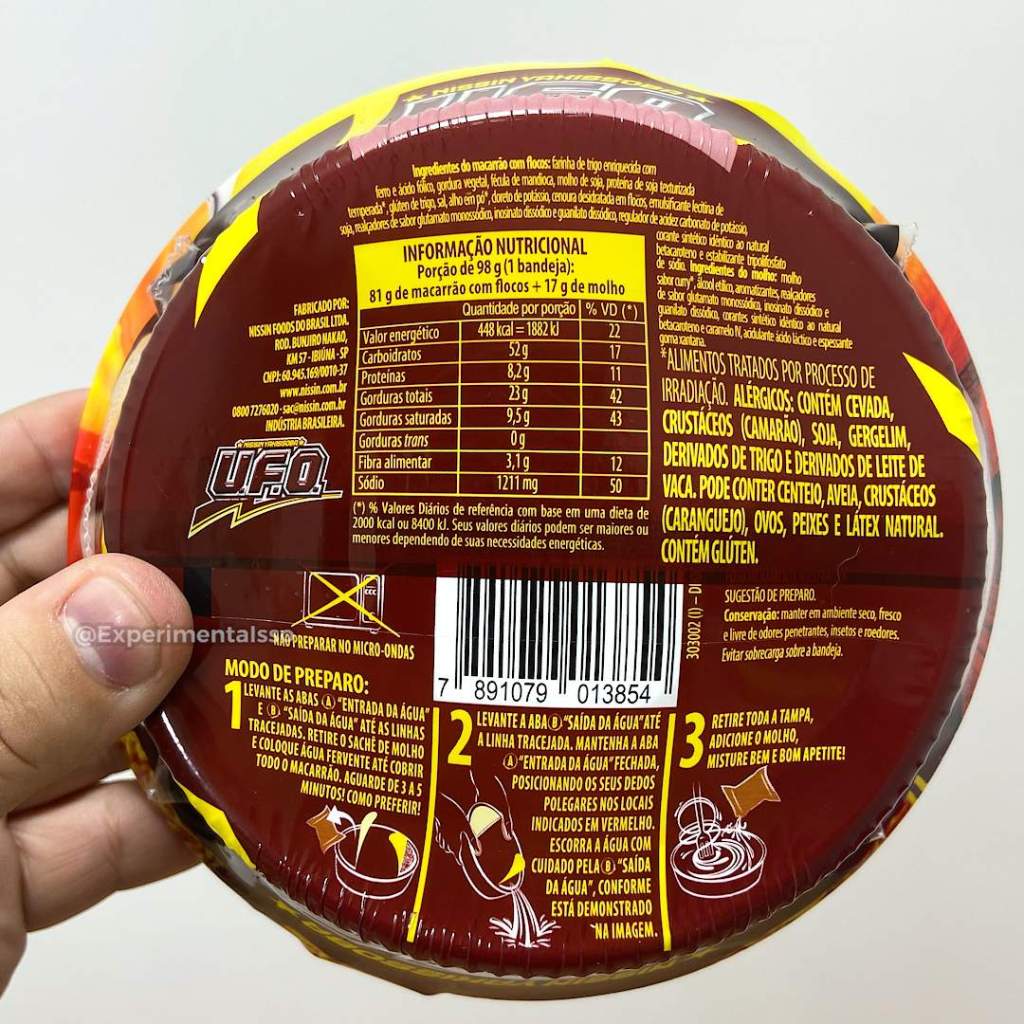 ★ NISSIN YAKISSOBA ★
Ingredientes do macarrão com flocos: farinha de trigo enriquecida com
ferro e ácido fólico, gordura vegetal, fécula de mandioca, molho de soja, proteína de soja texturizada
temperada*, glúten de trigo, sal, alho em pó*, cloreto de potássio, cenoura desidratada em flocos, emulsificante lecitina de
soja, realçadores de sabor glutamato monossódico, inosinato dissódico e guanilato dissódico, regulador de acidez carbonato de potássio,
corante sintético idêntico ao natural
betacaroteno e estabilizante tripolifosfato
de sódio. Ingredientes do molho: molho
sabor curry*, álcool etílico, aromatizantes, realçadores
de sabor glutamato monossódico, inosinato dissódico e
guanilato dissódico, corantes sintético idêntico ao natural
betacaroteno e caramelo IV, acidulante ácido láctico e espessante
goma xantana.
*ALIMENTOS TRATADOS POR PROCESSO DE
IRRADIAÇÃO. ALÉRGICOS: CONTÉM CEVADA,
CRUSTÁCEOS (CAMARÃO), SOJA, GERGELIM,
DERIVADOS DE TRIGO E DERIVADOS DE LEITE DE
VACA. PODE CONTER CENTEIO, AVEIA, CRUSTÁCEOS
(CARANGUEJO), OVOS, PEIXES E LÁTEX NATURAL.
CONTÉM GLÚTEN.
INFORMAÇÃO NUTRICIONAL
Porção de 98 g (1 bandeja):
81 g de macarrão com flocos + 17 g de molho
Quantidade por porção % VD (*)
Valor energético 448 kcal = 1882 kJ 22
Carboidratos 52 g 17
Proteínas 8,2 g 11
Gorduras totais 23 g 42
Gorduras saturadas 9,5 g 43
Gorduras trans 0 g
Fibra alimentar 3,1 g 12
Sódio 1211 mg 50
(*) % Valores Diários de referência com base em uma dieta de
2000 kcal ou 8400 kJ. Seus valores diários podem ser maiores ou
menores dependendo de suas necessidades energéticas.
FABRICADO POR:
NISSIN FOODS DO BRASIL LTDA.
ROD. BUNJIRO NAKAO,
KM 57 - IBIÚNA - SP
CNPJ: 60.945.169/0010-37
www.nissin.com.br
0800 7276020 - sac@nissin.com.br
INDÚSTRIA BRASILEIRA.
★ NISSIN YAKISSOBA ★
U.F.O.
NÃO PREPARAR NO MICRO-ONDAS
7 891079 013854
303002 (I) – DI
SUGESTÃO DE PREPARO.
Conservação: manter em ambiente seco, fresco
e livre de odores penetrantes, insetos e roedores.
Evitar sobrecarga sobre a bandeja.
MODO DE PREPARO:
1 LEVANTE AS ABAS Ⓐ "ENTRADA DA ÁGUA"
E Ⓑ "SAÍDA DA ÁGUA" ATÉ AS LINHAS
TRACEJADAS. RETIRE O SACHÊ DE MOLHO
E COLOQUE ÁGUA FERVENTE ATÉ COBRIR
TODO O MACARRÃO. AGUARDE DE 3 A 5
MINUTOS! COMO PREFERIR!
2 LEVANTE A ABA Ⓑ "SAÍDA DA ÁGUA" ATÉ
A LINHA TRACEJADA. MANTENHA A ABA
Ⓐ "ENTRADA DA ÁGUA" FECHADA,
POSICIONANDO OS SEUS DEDOS
POLEGARES NOS LOCAIS
INDICADOS EM VERMELHO.
ESCORRA A ÁGUA COM
CUIDADO PELA Ⓑ "SAÍDA
DA ÁGUA", CONFORME
ESTÁ DEMONSTRADO
NA IMAGEM.
3 RETIRE TODA A TAMPA,
ADICIONE O MOLHO,
MISTURE BEM E BOM APETITE!
@Experimentalssp